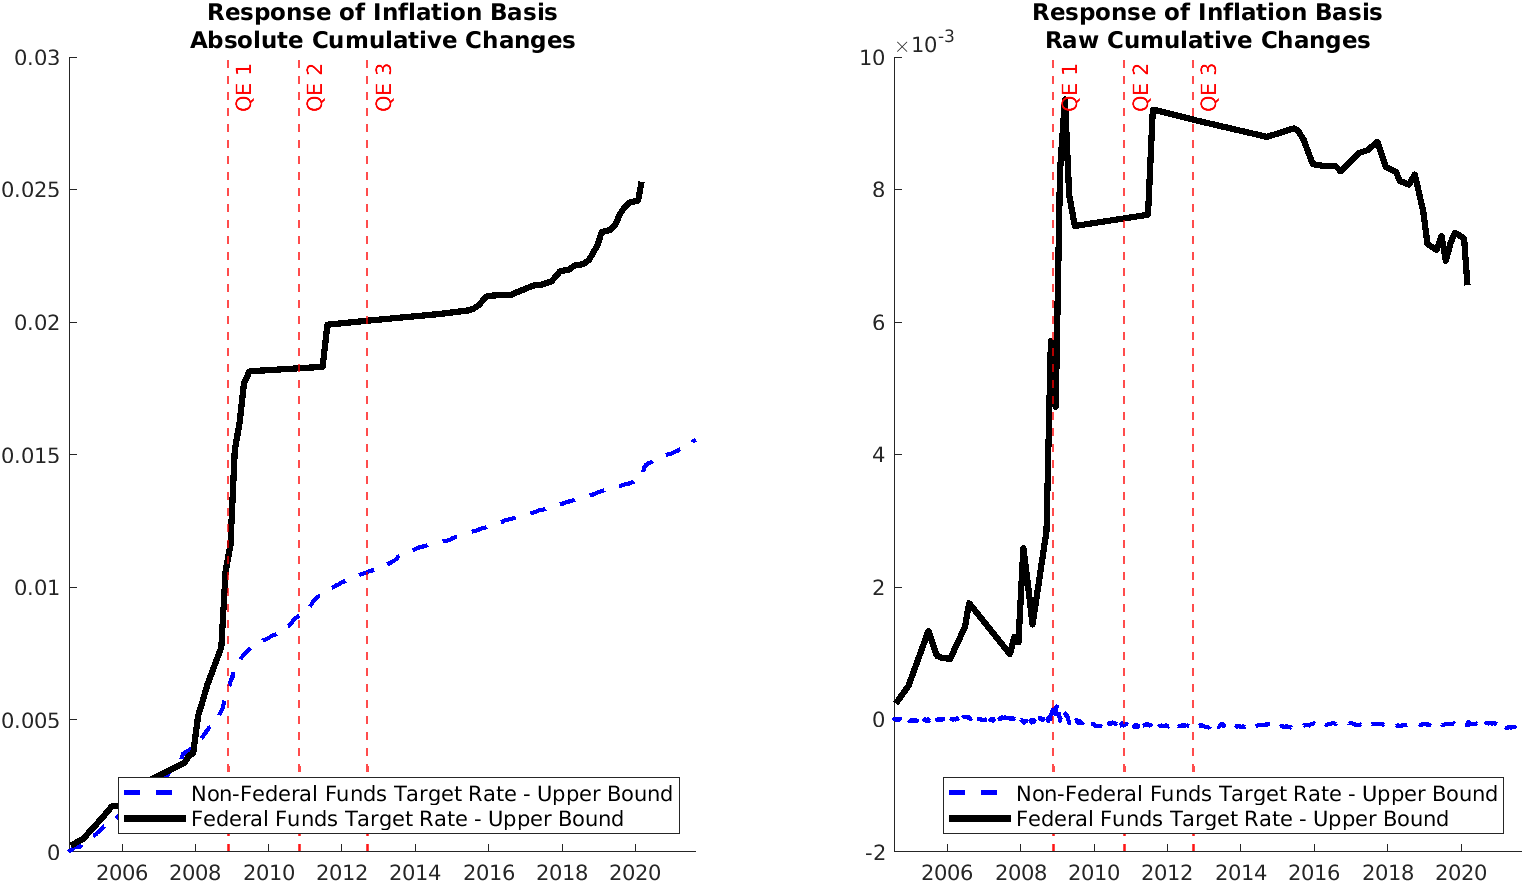 Response of Inflation Basis
Absolute Cumulative Changes
0.03
0.025
0.02
0.015
0.01
0.005
0
QE 1
QE 2
QE 3
Non-Federal Funds Target Rate - Upper Bound
Federal Funds Target Rate - Upper Bound
2006 2008 2010 2012 2014 2016 2018 2020
Response of Inflation Basis
Raw Cumulative Changes
×10-3
10
8
6
4
2
0
-2
QE 1
QE 2
QE 3
Non-Federal Funds Target Rate - Upper Bound
Federal Funds Target Rate - Upper Bound
2006 2008 2010 2012 2014 2016 2018 2020